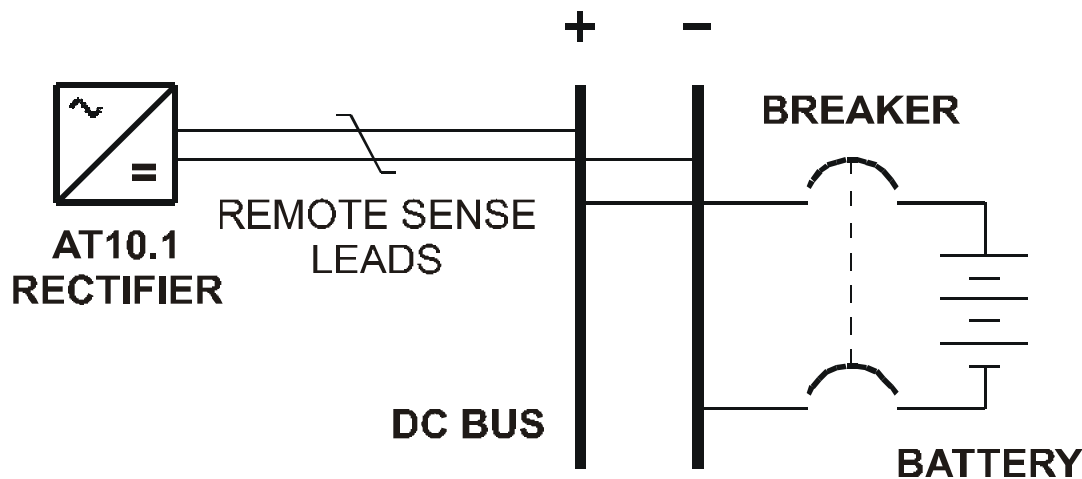 + −
BREAKER
REMOTE SENSE
LEADS
AT10.1
RECTIFIER
DC BUS
BATTERY